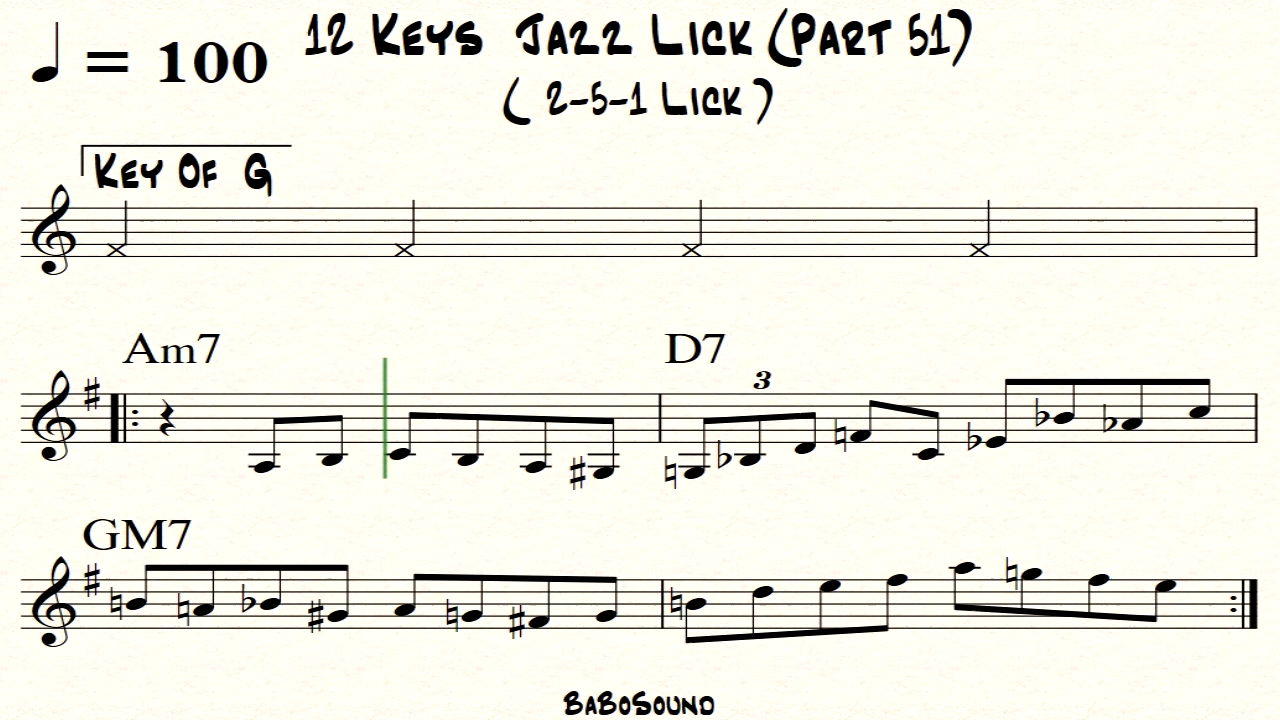 ♩ = 100
12 Keys Jazz Lick (Part 51)
( 2-5-1 Lick )
Key Of G
Am7
D7
3
GM7
BaBoSound